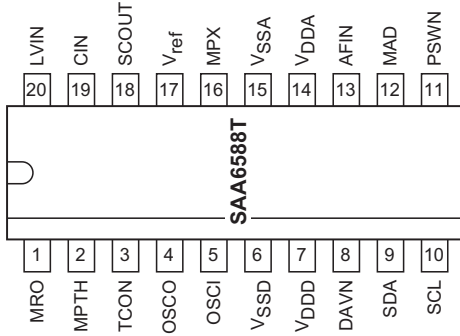 LVIN CIN SCOUT Vref MPX VSSA VDDA AFIN MAD PSWN
20 19 18 17 16 15 14 13 12 11
SAA6588T
1 2 3 4 5 6 7 8 9 10
MRO MPTH TCON OSCO OSCI VSSD VDDD DAVN SDA SCL